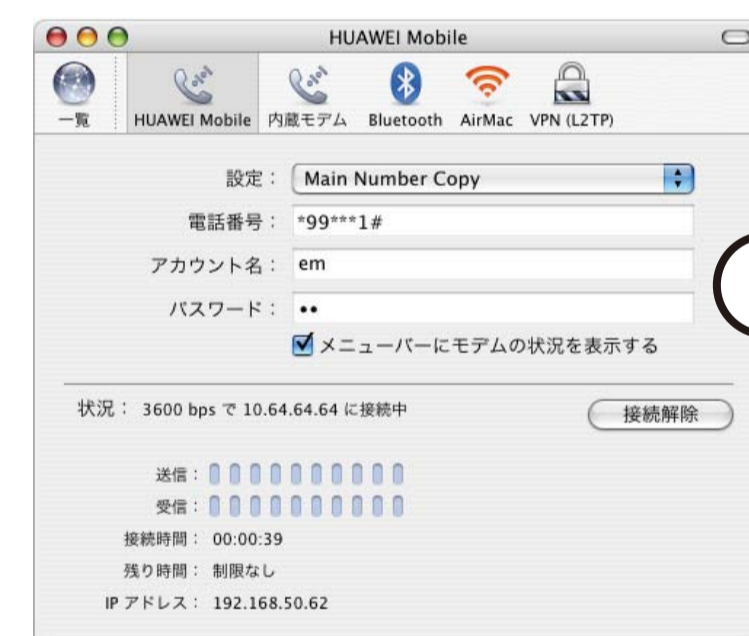 HUAWEI Mobile
一覧 HUAWEI Mobile 内蔵モデム Bluetooth AirMac VPN (L2TP)
設定： Main Number Copy
電話番号： *99***1#
アカウント名： em
パスワード： ••
メニューバーにモデムの状況を表示する
状況： 3600 bps で 10.64.64.64 に接続中 接続解除
送信：
受信：
接続時間： 00:00:39
残り時間： 制限なし
IP アドレス： 192.168.50.62